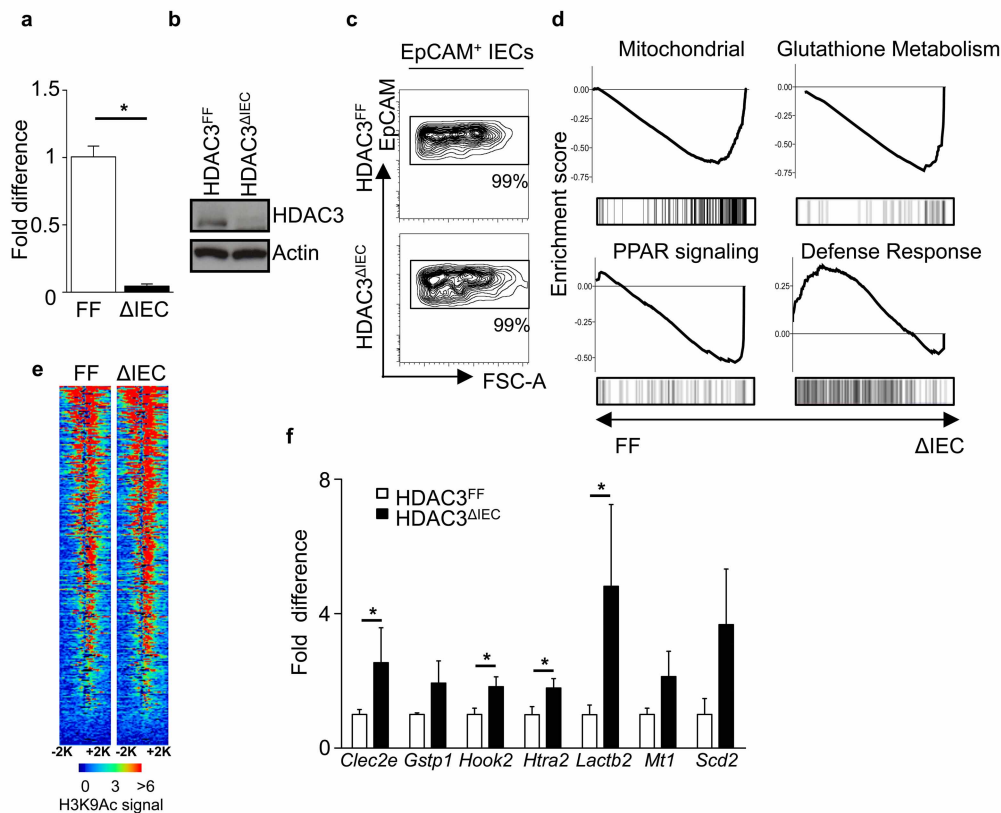 a
Fold difference
1.5
1
0.5
0
*
FF ΔIEC
b
HDAC3FF
HDAC3ΔIEC
HDAC3
Actin
c
EpCAM+ IECs
HDAC3FF
EpCAM
99%
HDAC3ΔIEC
99%
FSC-A
d
Enrichment score
Mitochondrial
0.00
-0.25
-0.50
-0.75
Glutathione Metabolism
0.00
-0.25
-0.50
-0.75
PPAR signaling
0.00
-0.25
-0.50
Defense Response
0.25
0.00
FF ΔIEC
e
FF ΔIEC
-2K +2K -2K +2K
0 3 >6
H3K9Ac signal
f
Fold difference
8
4
0
HDAC3FF
HDAC3ΔIEC
* * * *
Clec2e Gstp1 Hook2 Htra2 Lactb2 Mt1 Scd2